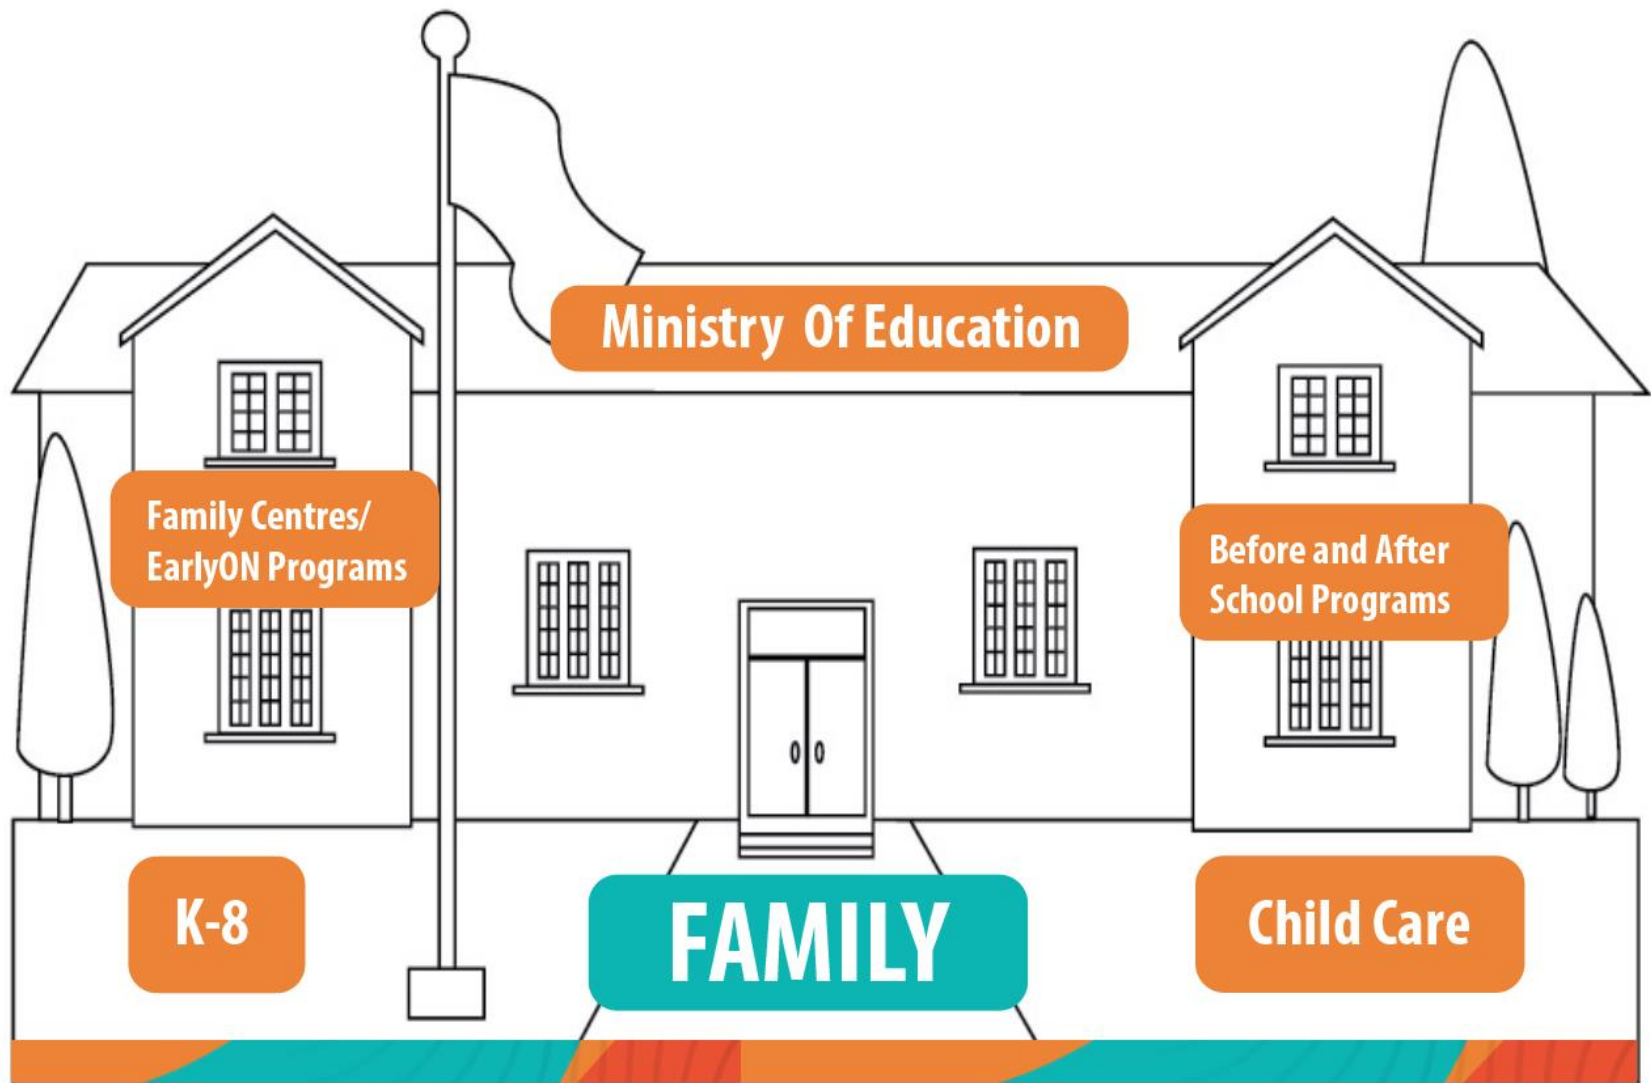 Ministry Of Education
Family Centres/
EarlyON Programs
Before and After
School Programs
K-8
FAMILY
Child Care